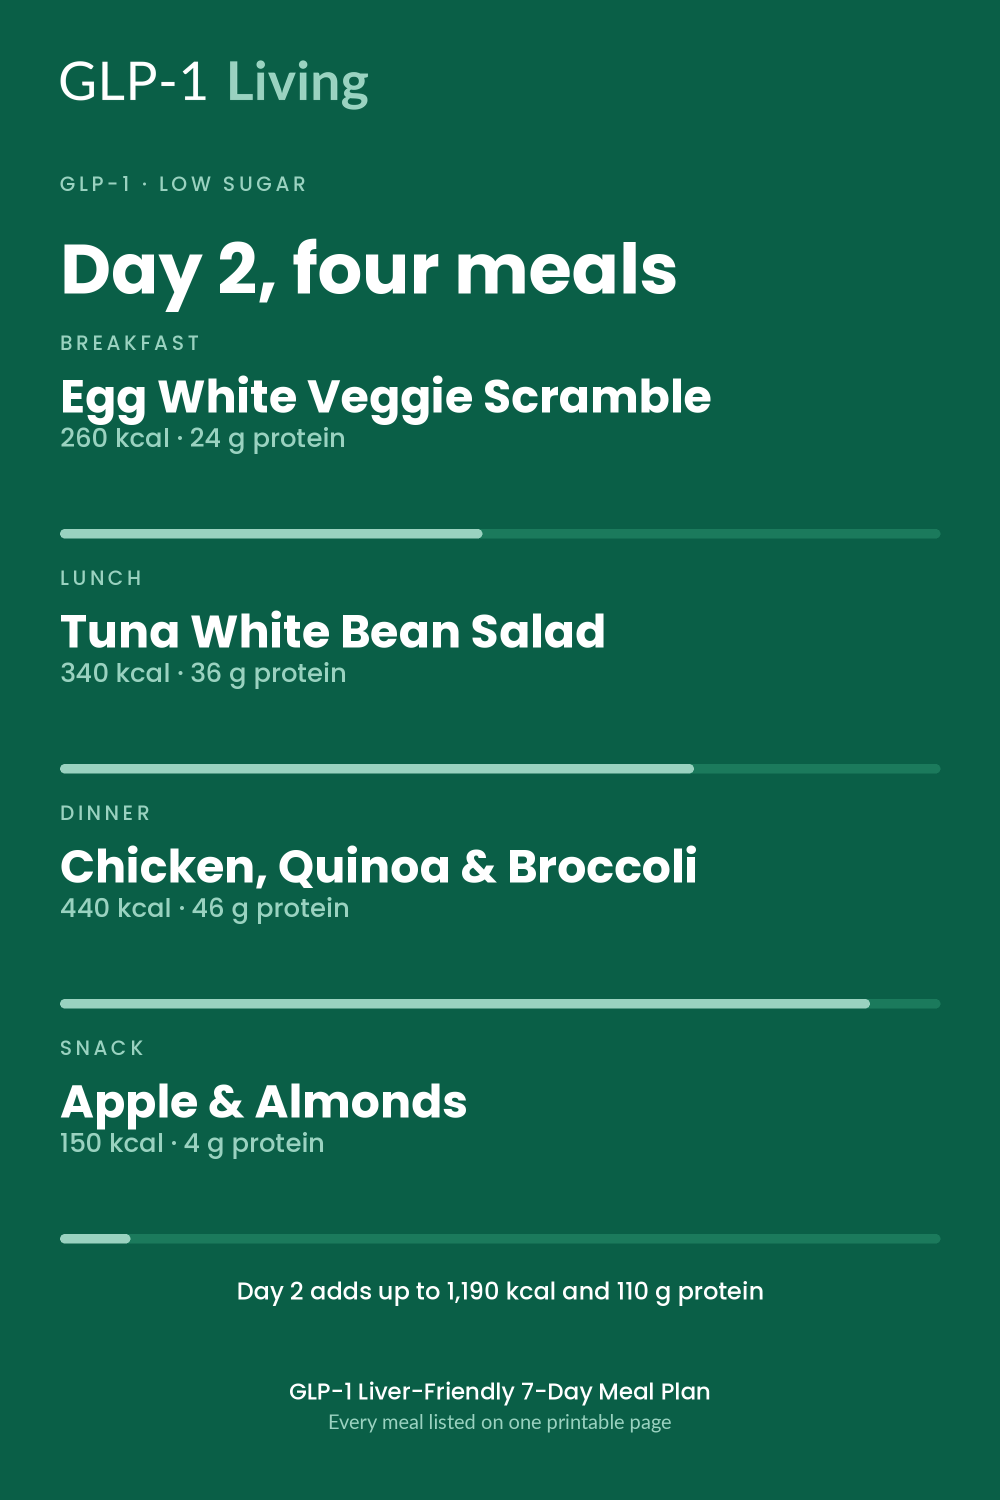 GLP-1 Living
GLP-1 · LOW SUGAR
Day 2, four meals
BREAKFAST
Egg White Veggie Scramble
260 kcal · 24 g protein
LUNCH
Tuna White Bean Salad
340 kcal · 36 g protein
DINNER
Chicken, Quinoa & Broccoli
440 kcal · 46 g protein
SNACK
Apple & Almonds
150 kcal · 4 g protein
Day 2 adds up to 1,190 kcal and 110 g protein
GLP-1 Liver-Friendly 7-Day Meal Plan
Every meal listed on one printable page